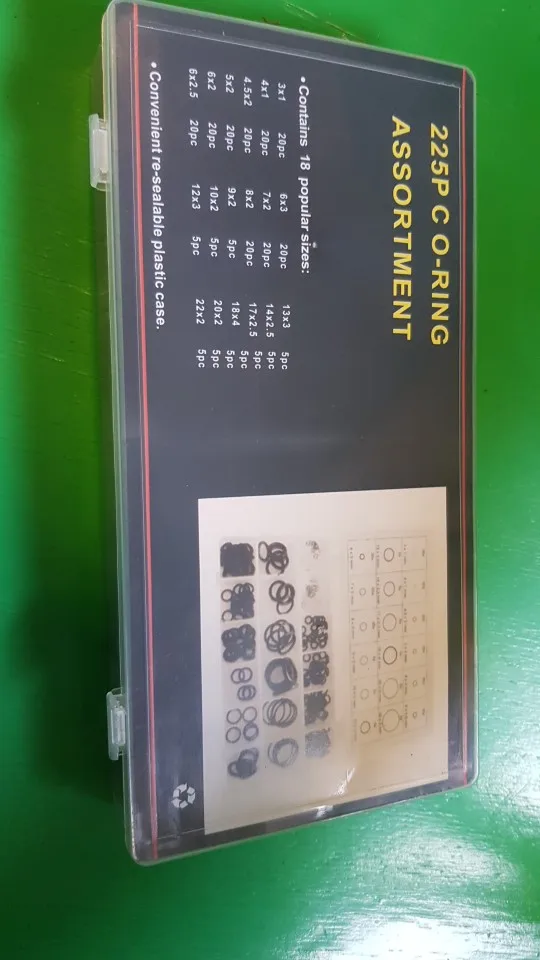 225P C O-RING
ASSORTMENT
•Contains 18 popular sizes:
3x1 20pc 6x3 20pc 13x3 5pc
4x1 20pc 7x2 20pc 14x2.5 5pc
4.5x2 20pc 8x2 20pc 17x2.5 5pc
5x2 20pc 9x2 5pc 18x4 5pc
6x2 20pc 10x2 5pc 20x2 5pc
6x2.5 20pc 12x3 5pc 22x2 5pc
•Convenient re-sealable plastic case.